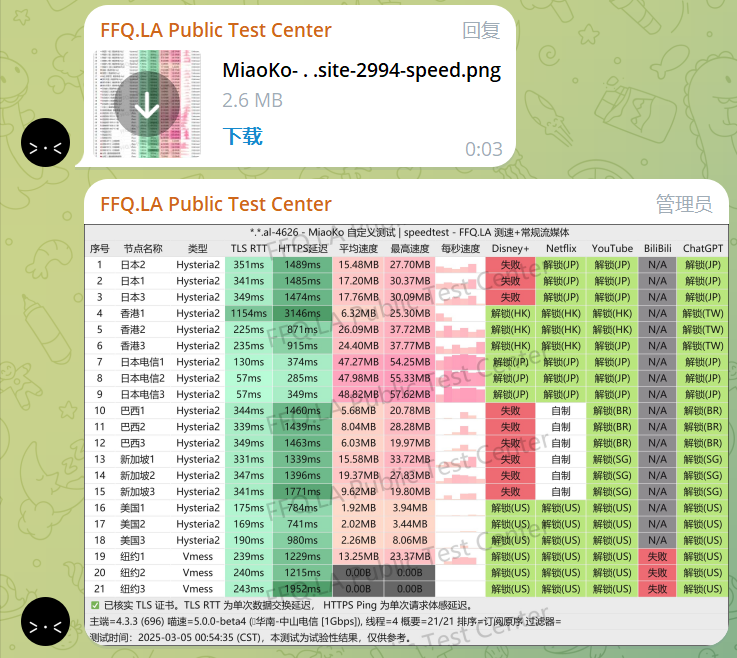 FFQ.LA Public Test Center 回复
MiaoKo- . .site-2994-speed.png
2.6 MB
下载
0:03
FFQ.LA Public Test Center 管理员
*.*.al-4626 - MiaoKo 自定义测试 | speedtest - FFQ.LA 测速+常规流媒体
序号 节点名称 类型 TLS RTT HTTPS延迟 平均速度 最高速度 每秒速度 Disney+ Netflix YouTube BiliBili ChatGPT
1 日本2 Hysteria2 351ms 1489ms 15.48MB 27.70MB 失败 解锁(JP) 解锁(JP) N/A 解锁(JP)
2 日本1 Hysteria2 341ms 1485ms 17.20MB 30.37MB 失败 解锁(JP) 解锁(JP) N/A 解锁(JP)
3 日本3 Hysteria2 349ms 1474ms 17.76MB 30.09MB 失败 解锁(JP) 解锁(JP) N/A 解锁(JP)
4 香港1 Hysteria2 1154ms 3146ms 6.32MB 25.30MB 解锁(HK) 解锁(HK) 解锁(HK) N/A 解锁(TW)
5 香港2 Hysteria2 225ms 871ms 26.09MB 37.72MB 解锁(HK) 解锁(HK) 解锁(HK) N/A 解锁(TW)
6 香港3 Hysteria2 235ms 915ms 24.40MB 37.77MB 解锁(HK) 解锁(HK) 解锁(HK) N/A 解锁(TW)
7 日本电信1 Hysteria2 130ms 374ms 47.27MB 54.25MB 解锁(JP) 解锁(JP) 解锁(JP) N/A 解锁(JP)
8 日本电信2 Hysteria2 57ms 285ms 47.98MB 55.33MB 解锁(JP) 解锁(JP) 解锁(JP) N/A 解锁(JP)
9 日本电信3 Hysteria2 57ms 349ms 48.82MB 57.62MB 解锁(JP) 解锁(JP) 解锁(JP) N/A 解锁(JP)
10 巴西1 Hysteria2 344ms 1460ms 5.68MB 20.78MB 失败 自制 解锁(BR) N/A 解锁(BR)
11 巴西2 Hysteria2 339ms 1439ms 8.04MB 28.28MB 失败 自制 解锁(BR) N/A 解锁(BR)
12 巴西3 Hysteria2 349ms 1463ms 6.03MB 19.97MB 失败 自制 解锁(BR) N/A 解锁(BR)
13 新加坡1 Hysteria2 331ms 1339ms 15.58MB 33.72MB 失败 自制 解锁(SG) N/A 解锁(SG)
14 新加坡2 Hysteria2 347ms 1396ms 19.37MB 27.83MB 失败 自制 解锁(SG) N/A 解锁(SG)
15 新加坡3 Hysteria2 341ms 1771ms 9.62MB 19.80MB 失败 自制 解锁(SG) N/A 解锁(SG)
16 美国1 Hysteria2 175ms 784ms 1.92MB 3.94MB 解锁(US) 解锁(US) 解锁(US) N/A 解锁(US)
17 美国2 Hysteria2 169ms 741ms 2.02MB 3.44MB 解锁(US) 解锁(US) 解锁(US) N/A 解锁(US)
18 美国3 Hysteria2 190ms 980ms 2.26MB 8.06MB 解锁(US) 解锁(US) 解锁(US) N/A 解锁(US)
19 纽约1 Vmess 239ms 1229ms 13.25MB 23.37MB 解锁(US) 解锁(US) 解锁(US) 失败 解锁(US)
20 纽约2 Vmess 240ms 1215ms 0.00B 0.00B 解锁(US) 解锁(US) 解锁(US) 失败 解锁(US)
21 纽约3 Vmess 243ms 1952ms 0.00B 0.00B 解锁(US) 解锁(US) 解锁(US) 失败 解锁(US)
✅ 已核实 TLS 证书。TLS RTT 为单次数据交换延迟， HTTPS Ping 为单次请求体感延迟。
主端=4.3.3 (696) 喵速=5.0.0-beta4 (华南-中山电信 [1Gbps]), 线程=4 概要=21/21 排序=订阅原序 过滤器=
测试时间：2025-03-05 00:54:35 (CST)，本测试为试验性结果，仅供参考。